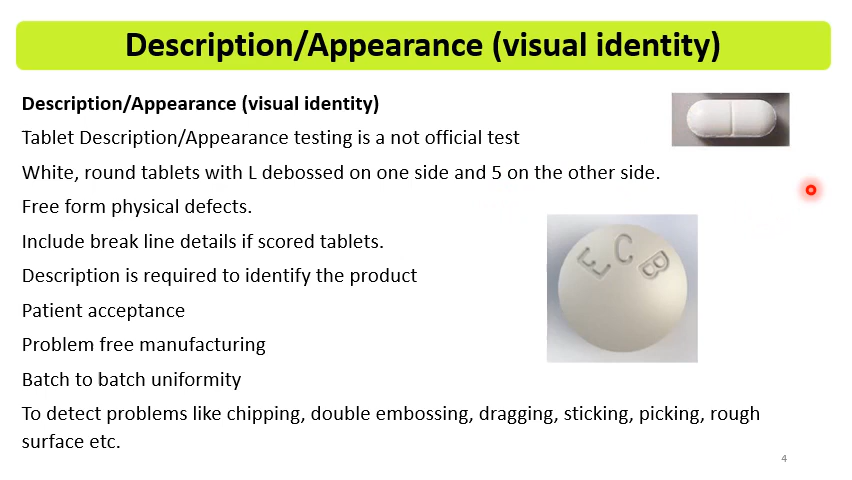 Description/Appearance (visual identity)
Description/Appearance (visual identity)
Tablet Description/Appearance testing is a not official test
White, round tablets with L debossed on one side and 5 on the other side.
Free form physical defects.
Include break line details if scored tablets.
ECB
Description is required to identify the product
Patient acceptance
Problem free manufacturing
Batch to batch uniformity
To detect problems like chipping, double embossing, dragging, sticking, picking, rough
surface etc.
4